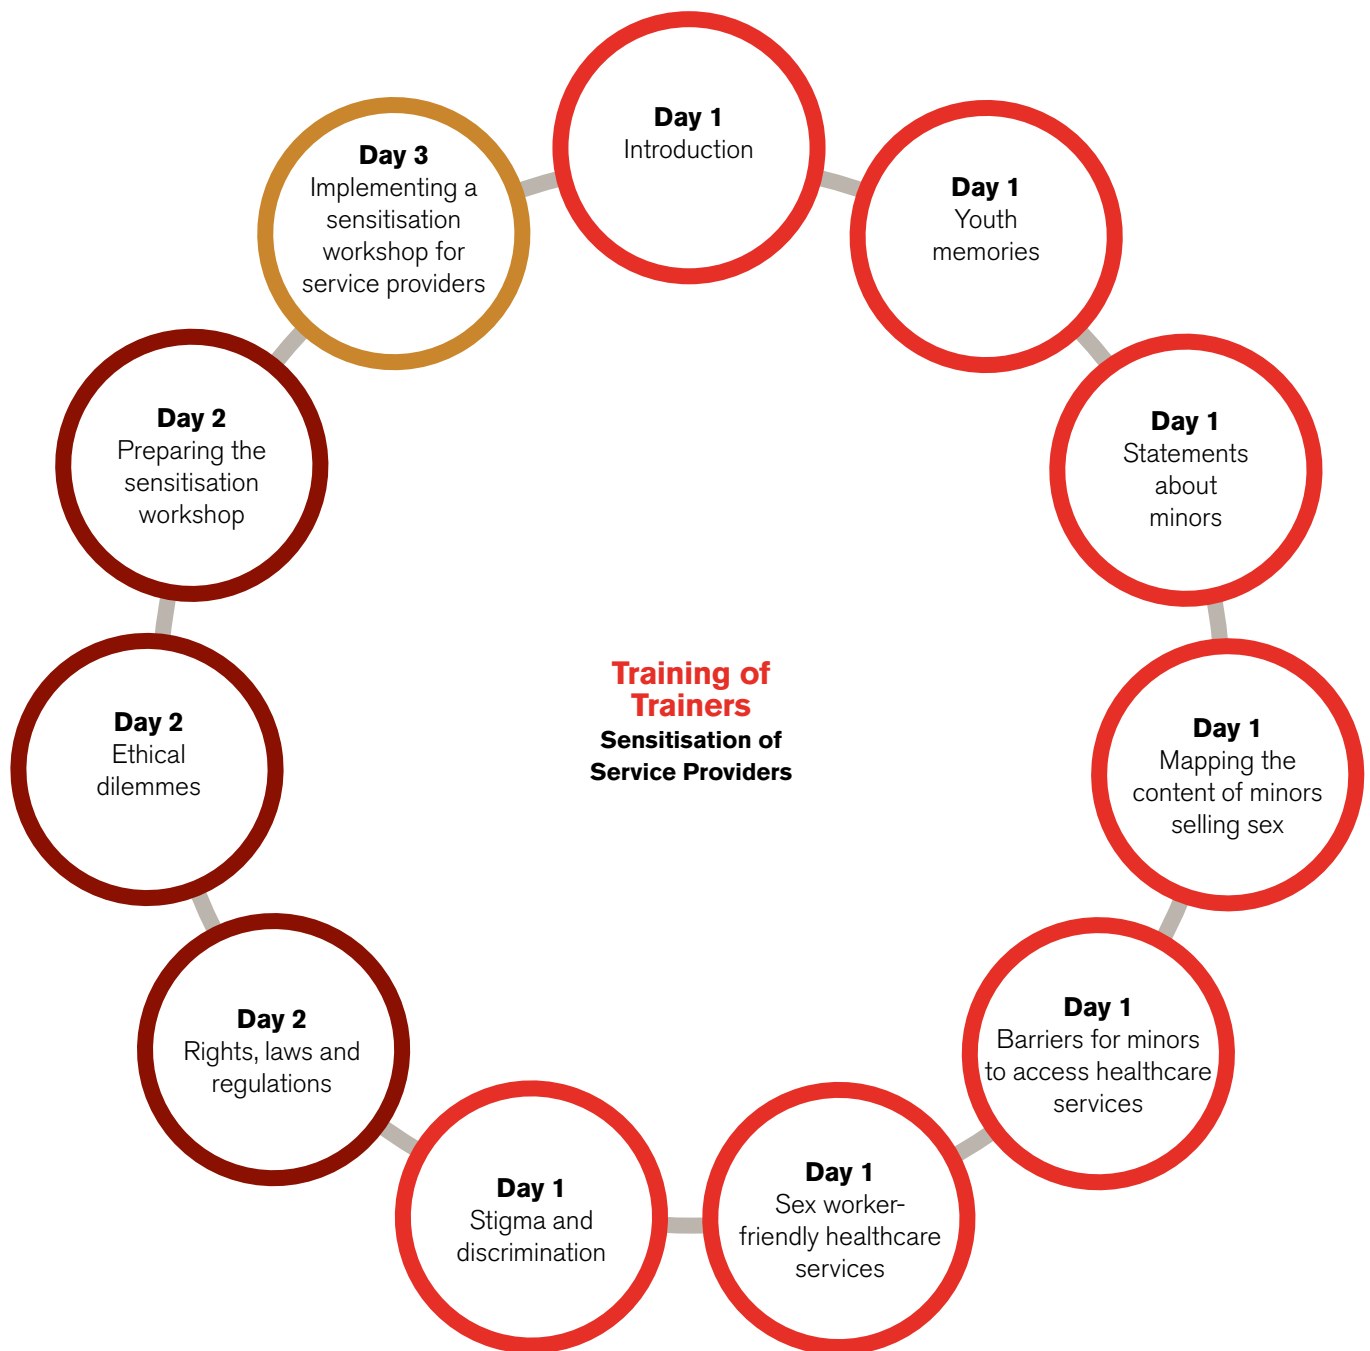 Day 1
Introduction
Day 1
Youth
memories
Day 1
Statements
about
minors
Day 1
Mapping the
content of minors
selling sex
Day 1
Barriers for minors
to access healthcare
services
Day 1
Sex worker-
friendly healthcare
services
Day 1
Stigma and
discrimination
Day 2
Rights, laws and
regulations
Day 2
Ethical
dilemmes
Day 2
Preparing the
sensitisation
workshop
Day 3
Implementing a
sensitisation
workshop for
service providers
Training of
Trainers
Sensitisation of
Service Providers